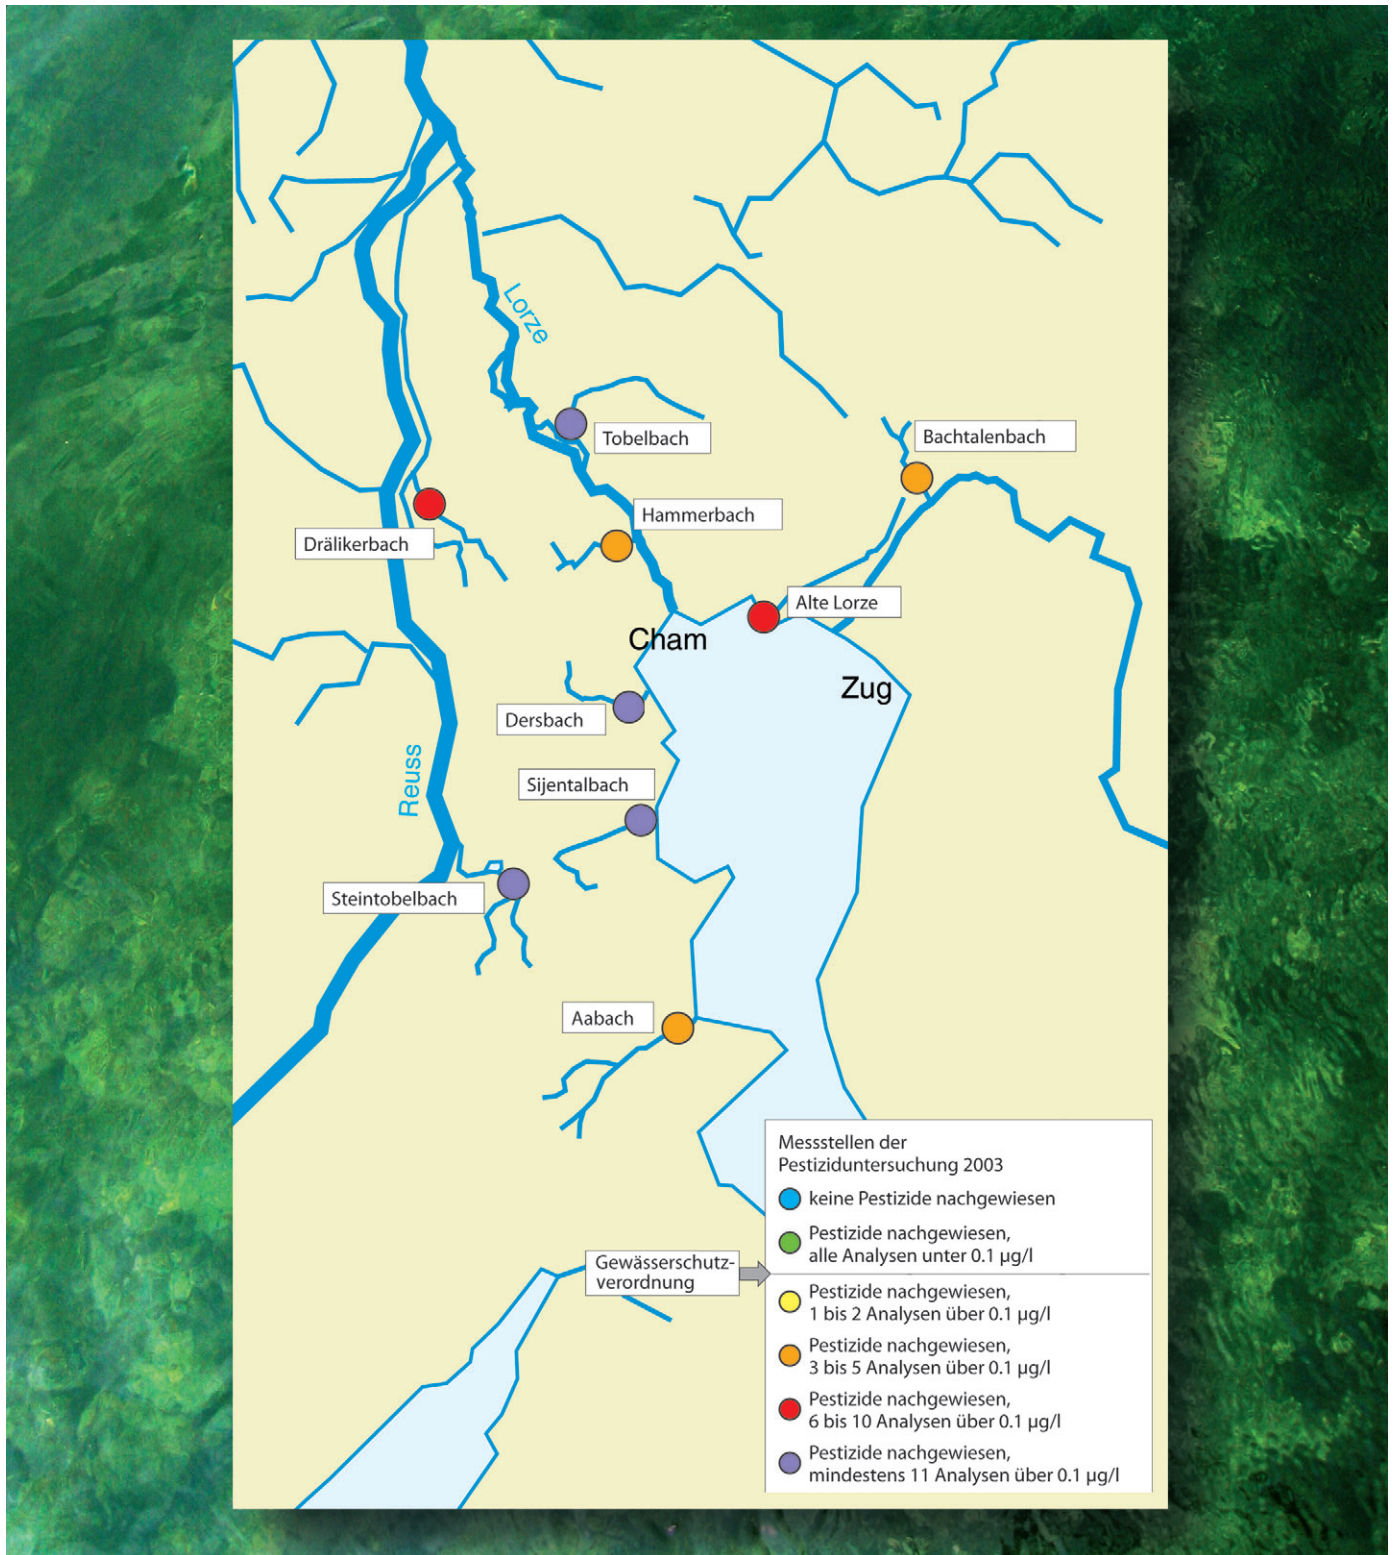 Lorze
Tobelbach
Bachtalenbach
Hammerbach
Drälikerbach
Alte Lorze
Cham
Zug
Dersbach
Reuss
Sijentalbach
Steintobelbach
Aabach
Messstellen der
Pestiziduntersuchung 2003
keine Pestizide nachgewiesen
Pestizide nachgewiesen,
alle Analysen unter 0.1 µg/l
Gewässerschutz-
verordnung
Pestizide nachgewiesen,
1 bis 2 Analysen über 0.1 µg/l
Pestizide nachgewiesen,
3 bis 5 Analysen über 0.1 µg/l
Pestizide nachgewiesen,
6 bis 10 Analysen über 0.1 µg/l
Pestizide nachgewiesen,
mindestens 11 Analysen über 0.1 µg/l